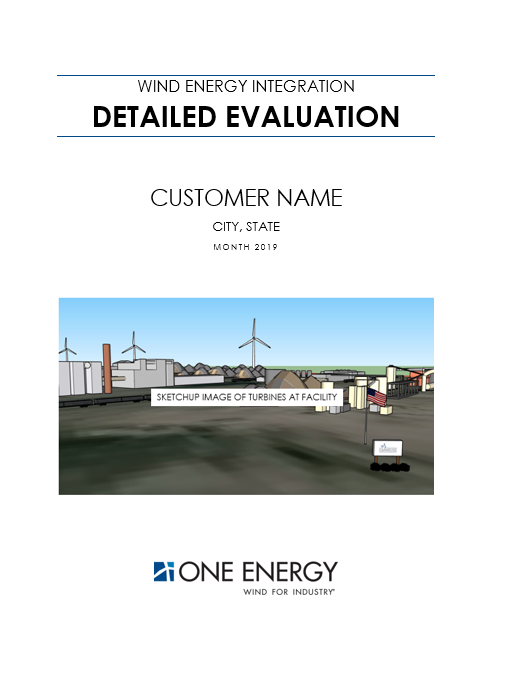 WIND ENERGY INTEGRATION
DETAILED EVALUATION
CUSTOMER NAME
CITY, STATE
MONTH 2019
SKETCHUP IMAGE OF TURBINES AT FACILITY
ONE ENERGY
WIND FOR INDUSTRY®